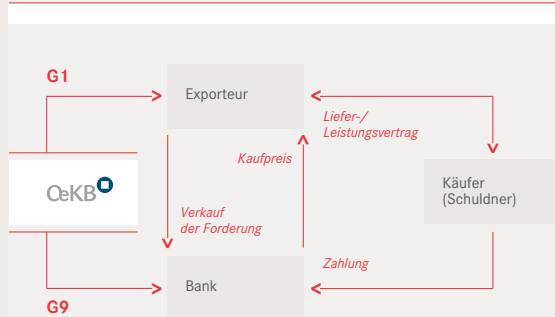 G1
Exporteur
Liefer-/
Leistungsvertrag
Kaufpreis
OeKB
Käufer
(Schuldner)
Verkauf
der Forderung
Zahlung
Bank
G9